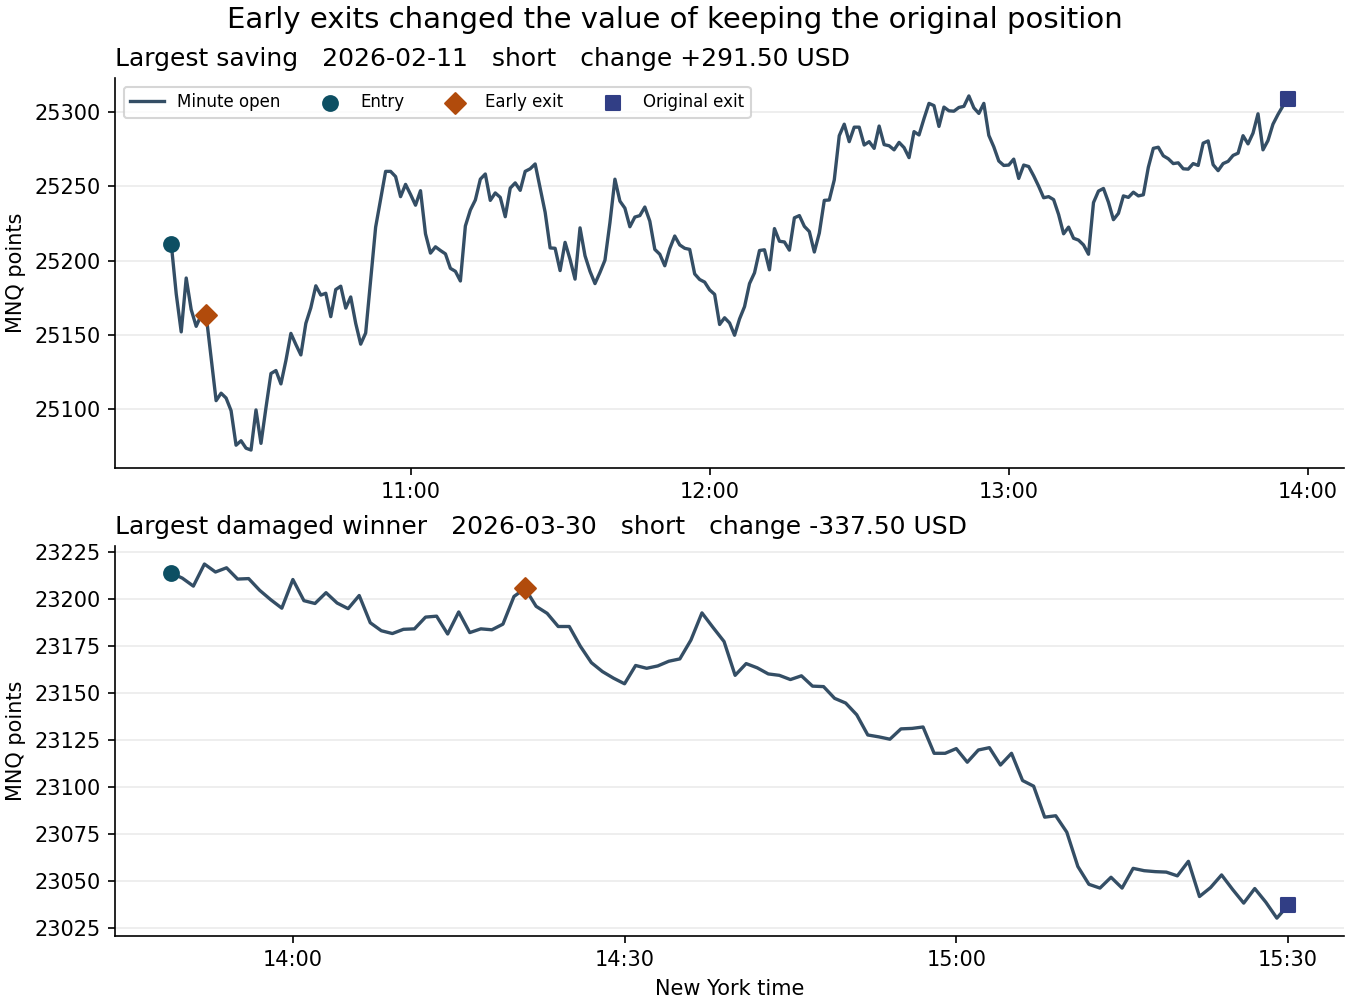 Early exits changed the value of keeping the original position
Largest saving   2026-02-11   short   change +291.50 USD
Minute open   Entry   Early exit   Original exit
MNQ points
25300
25250
25200
25150
25100
11:00   12:00   13:00   14:00
Largest damaged winner   2026-03-30   short   change -337.50 USD
MNQ points
23225
23200
23175
23150
23125
23100
23075
23050
23025
14:00   14:30   15:00   15:30
New York time